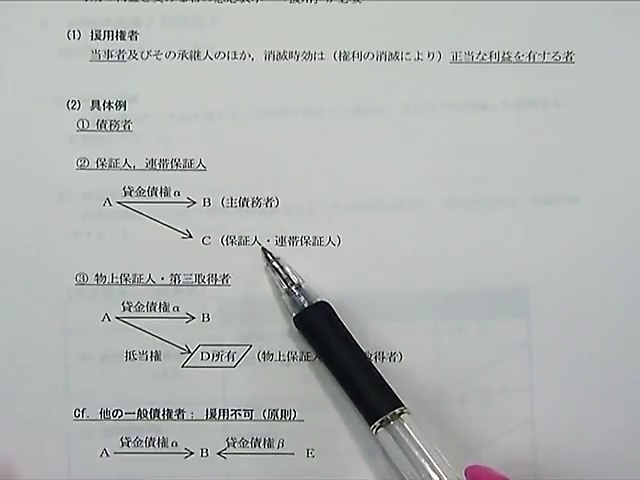 (1) 援用権者
当事者及びその承継人のほか，消滅時効は（権利の消滅により）正当な利益を有する者
(2) 具体例
① 債務者
② 保証人，連帯保証人
貸金債権α
A B（主債務者）
C（保証人・連帯保証人）
③ 物上保証人・第三取得者
貸金債権α
A B
抵当権 D所有（物上保証 取得者）
Cf. 他の一般債権者： 援用不可（原則）
貸金債権α 貸金債権β
A B E